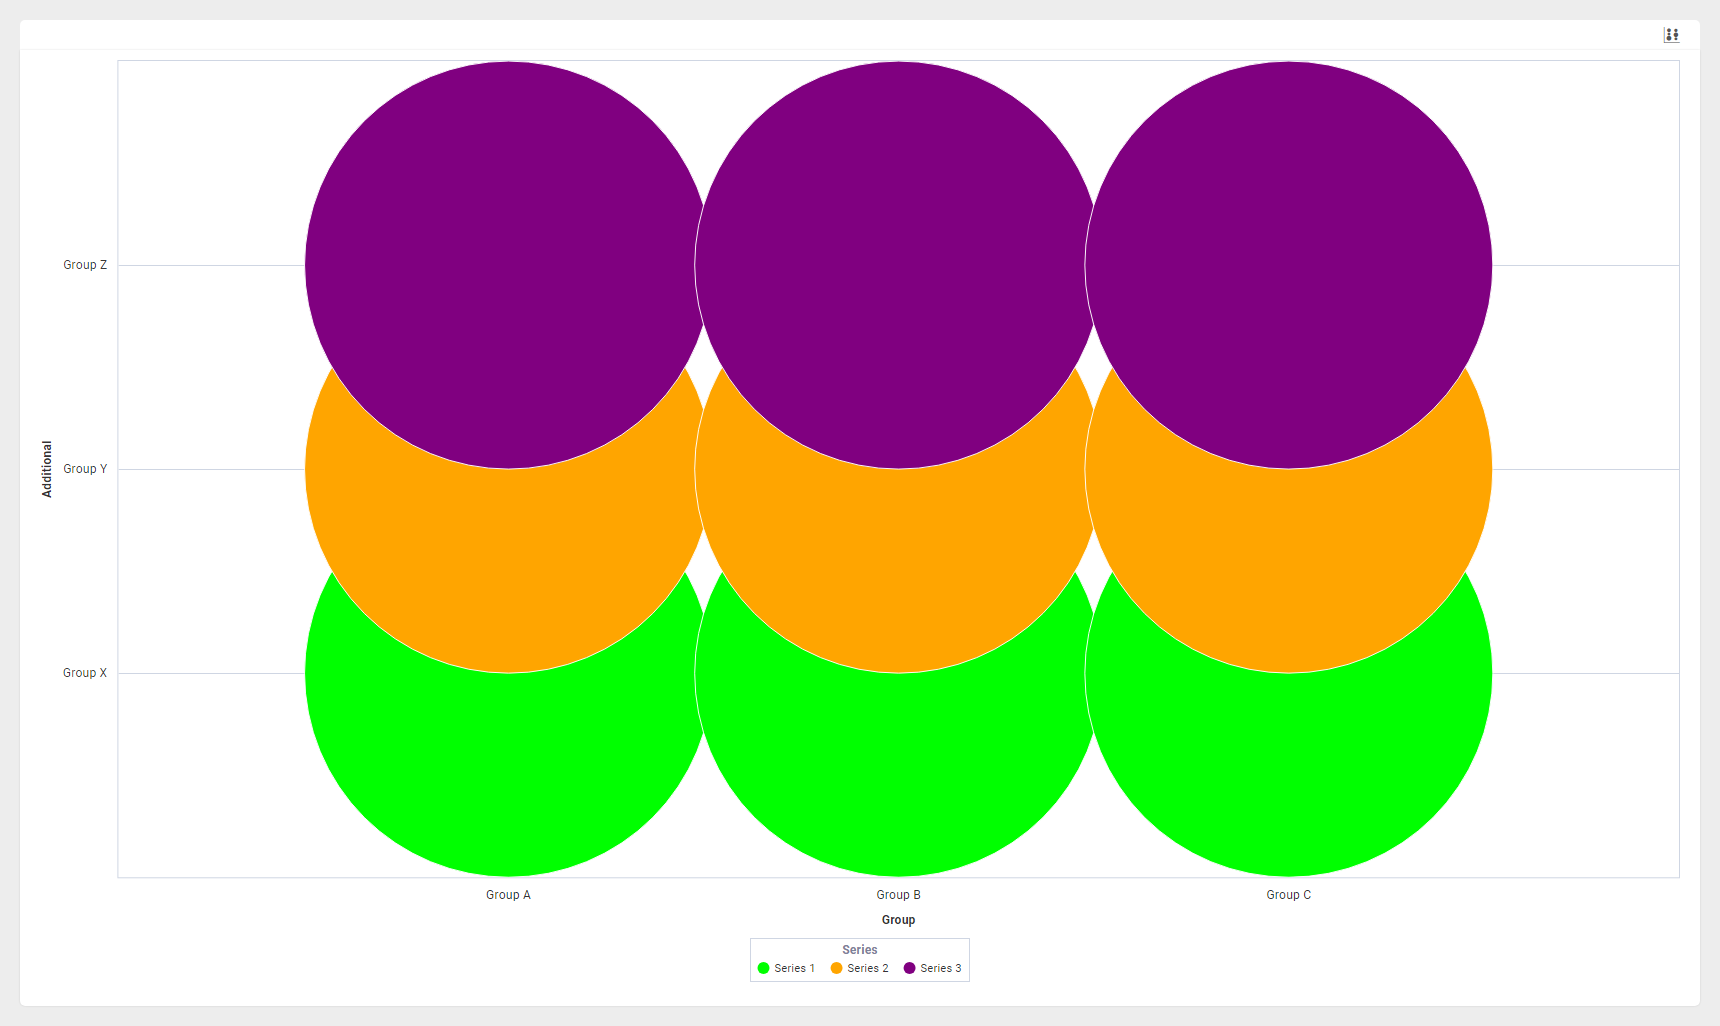 Group Z
Group Y
Group X
Additional
Group A
Group B
Group C
Group
Series
Series 1
Series 2
Series 3